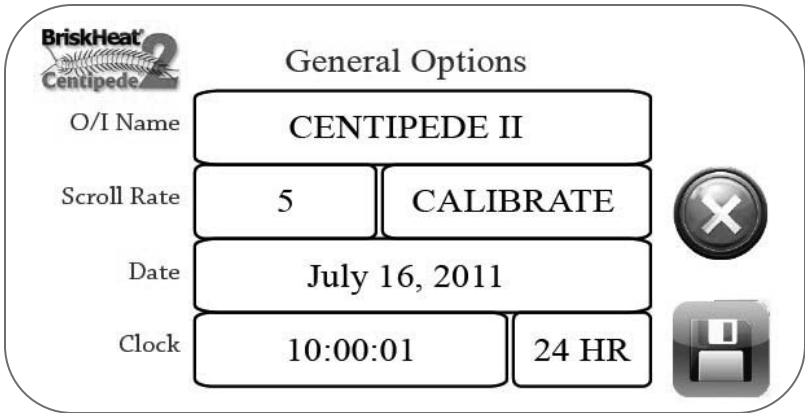 BriskHeat®
Centipede 2
General Options
O/I Name CENTIPEDE II
Scroll Rate 5 CALIBRATE
Date July 16, 2011
Clock 10:00:01 24 HR